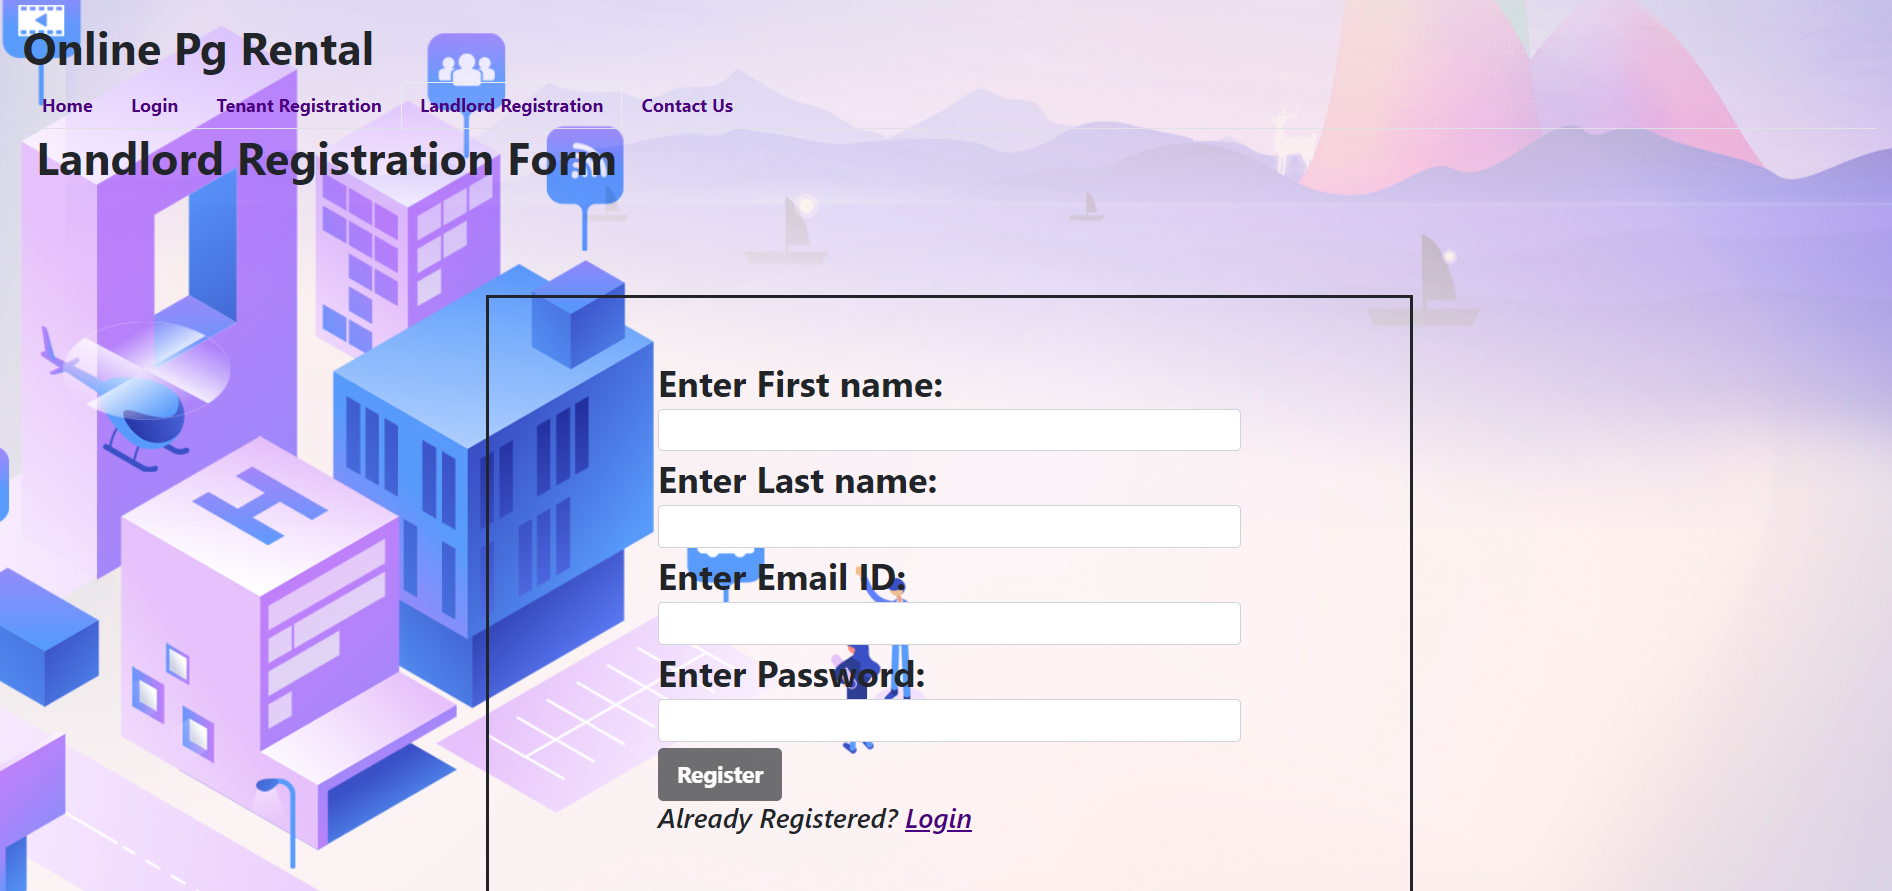 Online Pg Rental
Home Login Tenant Registration Landlord Registration Contact Us
Landlord Registration Form
Enter First name:
Enter Last name:
Enter Email ID:
Enter Password:
Register
Already Registered? Login